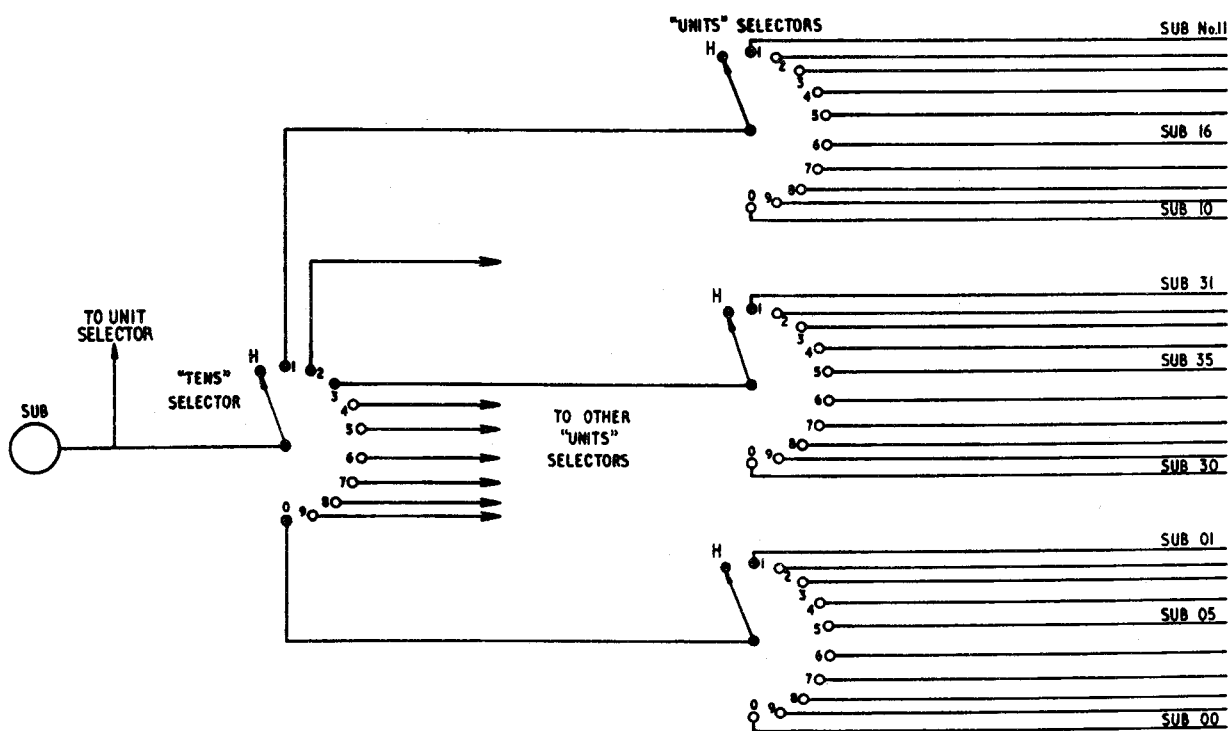 "UNITS" SELECTORS
H
1
2
3
4
5
6
7
8
9
0
SUB No.11
SUB 16
SUB 10
TO UNIT
SELECTOR
SUB
"TENS"
SELECTOR
H
1
2
3
4
5
6
7
8
9
0
TO OTHER
"UNITS"
SELECTORS
H
1
2
3
4
5
6
7
8
9
0
SUB 31
SUB 35
SUB 30
H
1
2
3
4
5
6
7
8
9
0
SUB 01
SUB 05
SUB 00